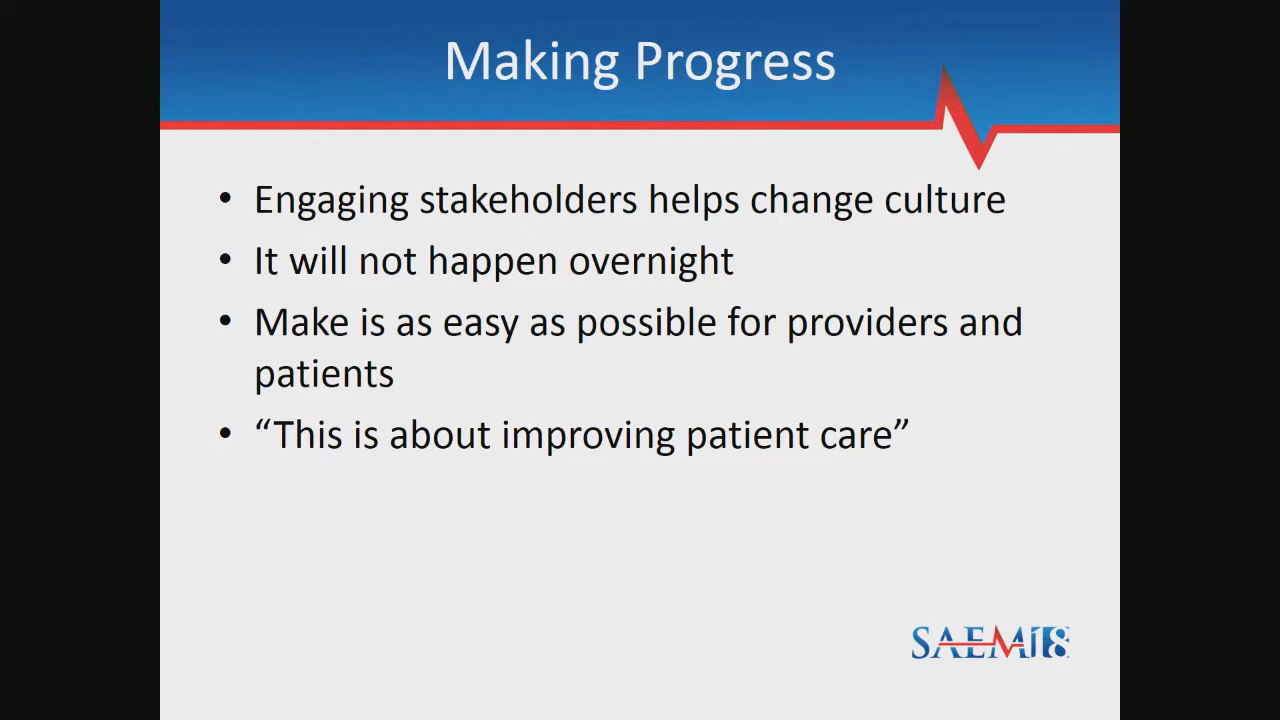 Making Progress
• Engaging stakeholders helps change culture
• It will not happen overnight
• Make is as easy as possible for providers and
patients
• “This is about improving patient care”
SAEM18